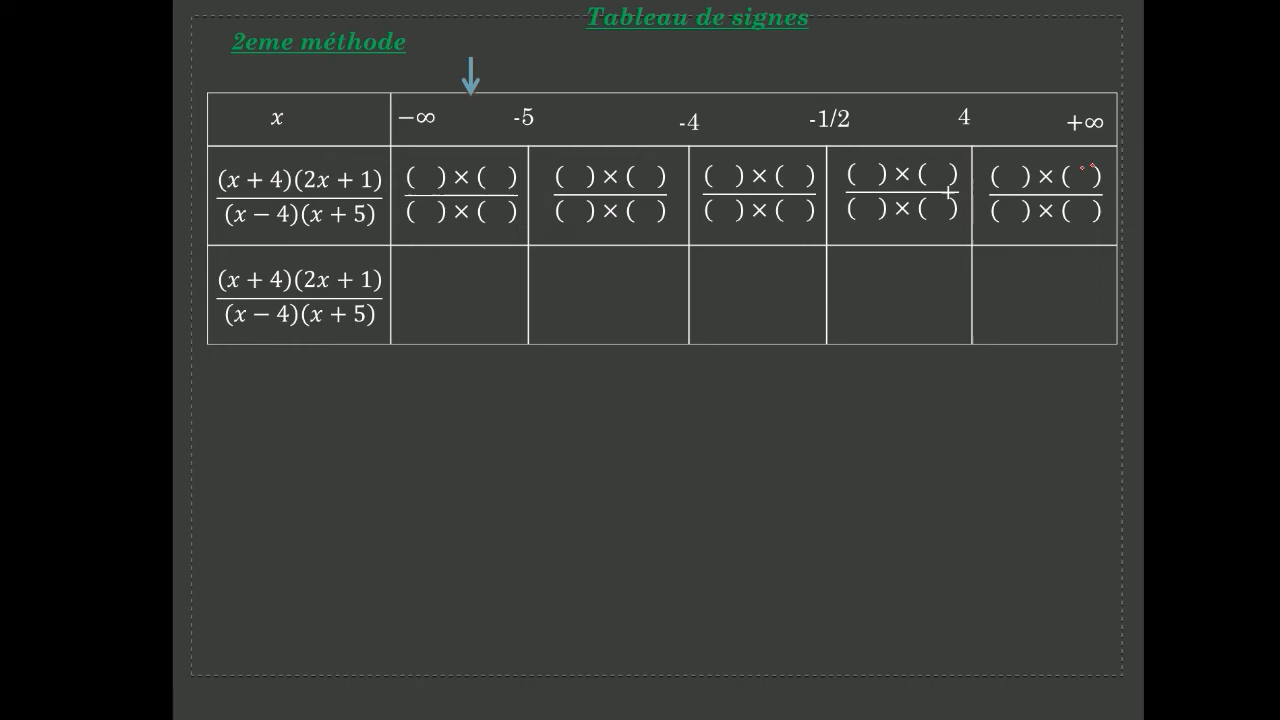 Tableau de signes
2eme méthode
x −∞ -5 -4 -1/2 4 +∞
(x + 4)(2x + 1) ( ) × ( ) ( ) × ( ) ( ) × ( ) ( ) × ( ) ( ) × ( )
(x − 4)(x + 5) ( ) × ( ) ( ) × ( ) ( ) × ( ) ( ) × ( ) ( ) × ( )
(x + 4)(2x + 1)
(x − 4)(x + 5)